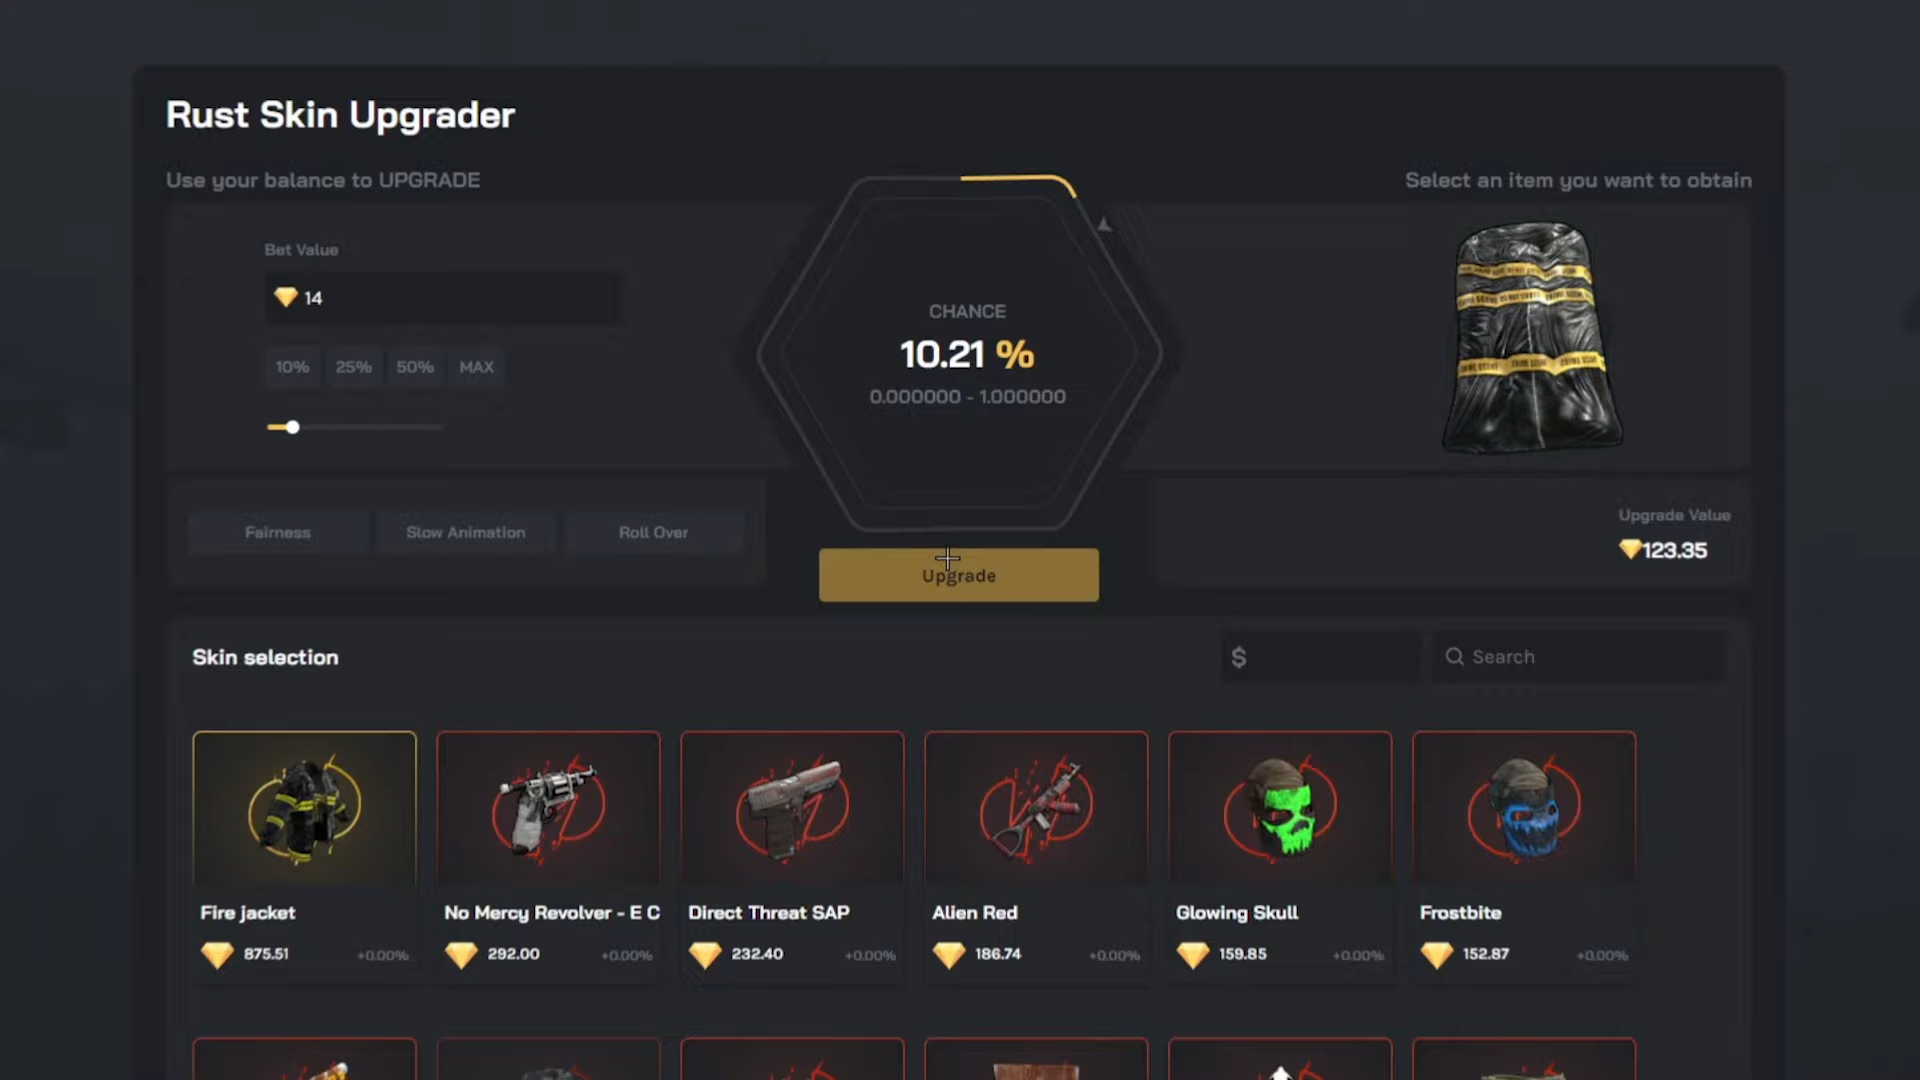 Rust Skin Upgrader
Use your balance to UPGRADE
Select an item you want to obtain
Bet Value
14
10%
25%
50%
MAX
CHANCE
10.21 %
0.000000 - 1.000000
Fairness
Slow Animation
Roll Over
Upgrade
Upgrade Value
123.35
Skin selection
$
Search
Fire jacket
875.51
+0.00%
No Mercy Revolver - E C
292.00
+0.00%
Direct Threat SAP
232.40
+0.00%
Alien Red
186.74
+0.00%
Glowing Skull
159.85
+0.00%
Frostbite
152.87
+0.00%